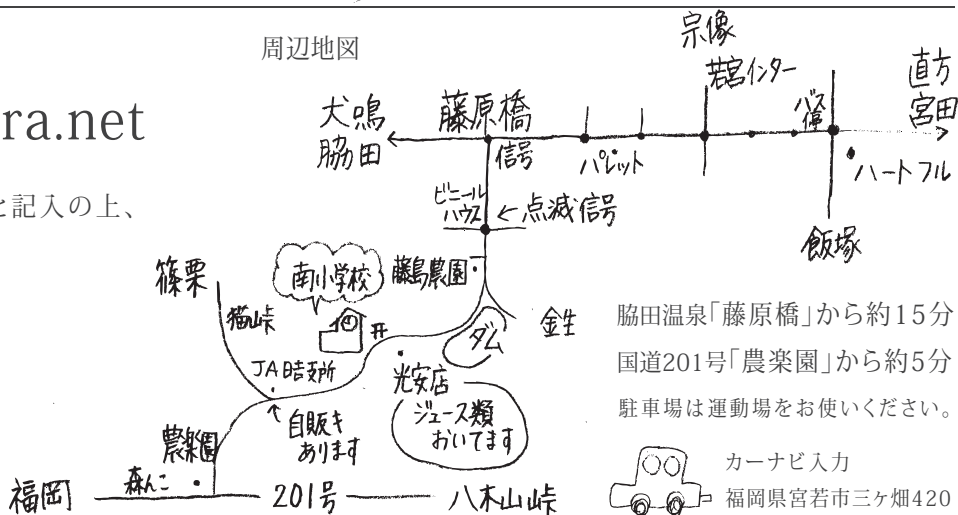 周辺地図
ra.net
と記入の上、
宗像
若宮インター
直方
宮田
犬鳴
脇田
藤原橋
信号
パレット
バス停
ハートフル
ビニール
ハウス
←点滅信号
飯塚
篠栗
猫峠
南小学校
藤島農園
金生
ダム
JA日吉支所
光安店
ジュース類
おいてます
自販キ
あります
農楽園
森んこ
福岡
201号
八木山峠
脇田温泉「藤原橋」から約15分
国道201号「農楽園」から約5分
駐車場は運動場をお使いください。
カーナビ入力
福岡県宮若市三ヶ畑420